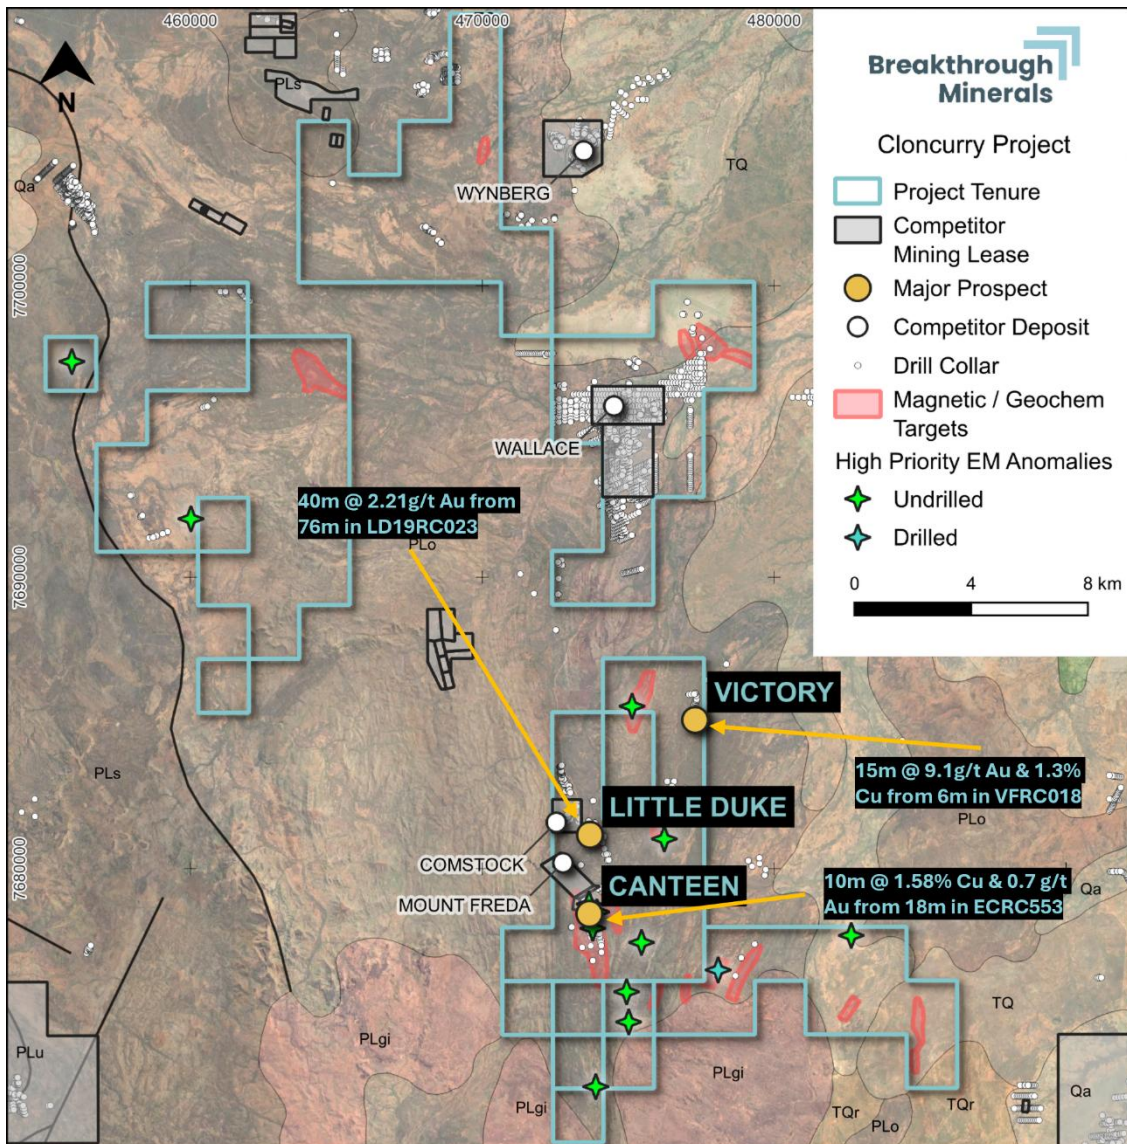 460000
470000
480000
Breakthrough
Minerals
N
PLs
TQ
Qa
WYNBERG
Cloncurry Project
Project Tenure
Competitor
Mining Lease
Major Prospect
Competitor Deposit
Drill Collar
Magnetic / Geochem
Targets
High Priority EM Anomalies
Undrilled
Drilled
0 4 8 km
7700000
WALLACE
40m @ 2.21g/t Au from
76m in LD19RC023
PLo
7690000
VICTORY
15m @ 9.1g/t Au & 1.3%
Cu from 6m in VFRC018
PLo
PLs
LITTLE DUKE
COMSTOCK
7680000
MOUNT FREDA
CANTEEN
10m @ 1.58% Cu & 0.7 g/t
Au from 18m in ECRC553
Qa
TQ
PLu
PLgi
PLgi
PLgi
TQr
PLo
TQr
Qa